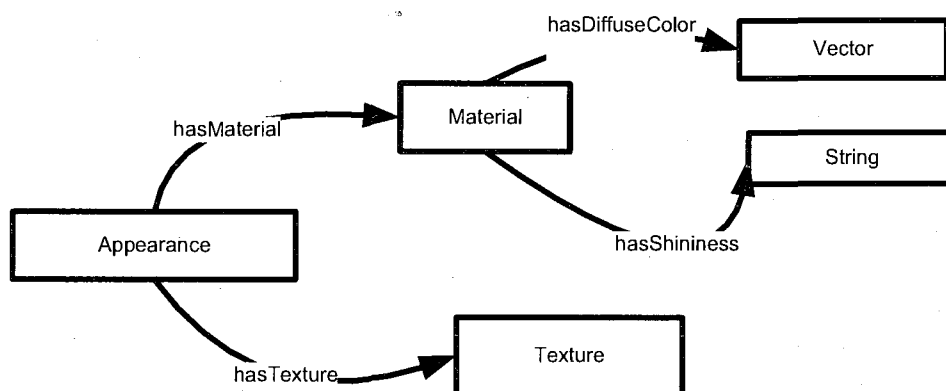 hasDiffuseColor
Vector
Material
hasMaterial
String
Appearance
hasShininess
Texture
hasTexture